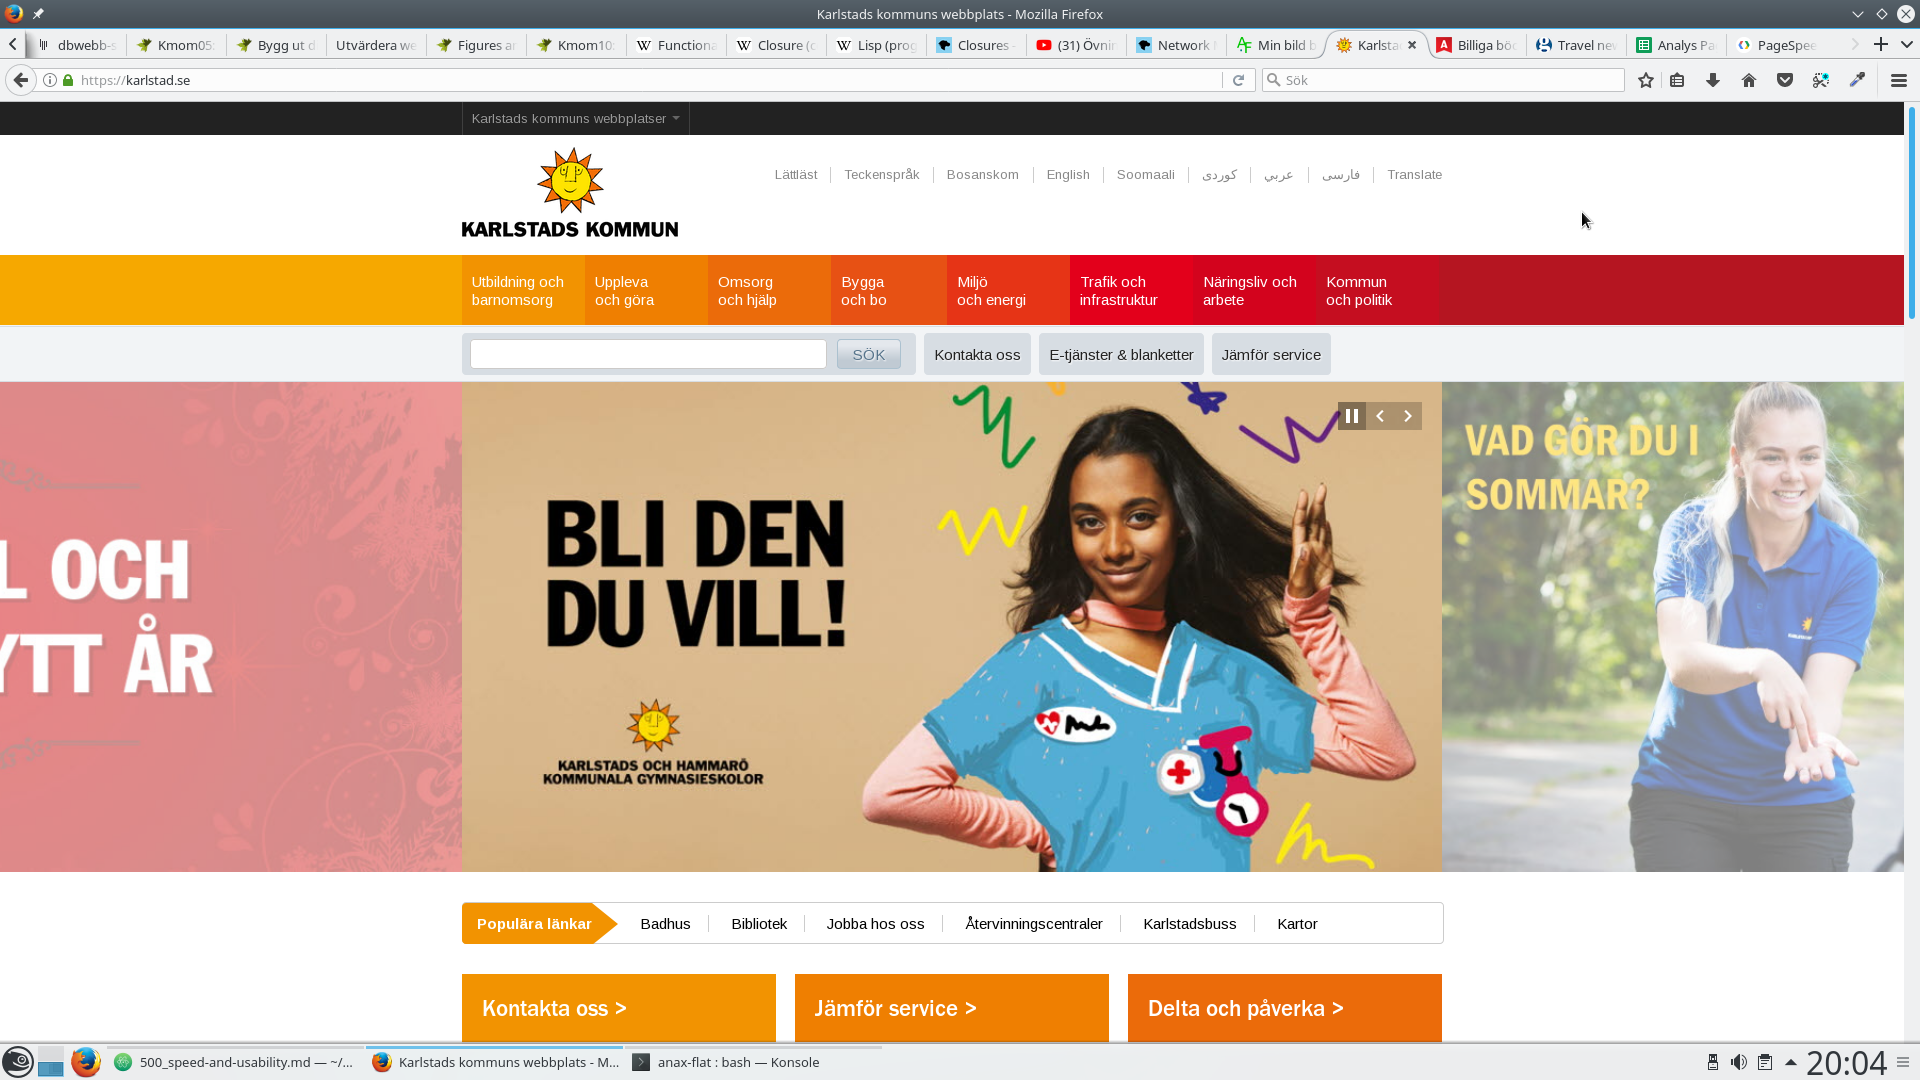 Karlstads kommuns webbplats - Mozilla Firefox
dbwebb-s
Kmom05:
Bygg ut d
Utvärdera we
Figures an
Kmom10:
Functiona
Closure (c
Lisp (prog
Closures -
(31) Övnin
Network
Min bild b
Karlsta
Billiga böc
Travel nev
Analys Pa
PageSpee
https://karlstad.se
Sök
Karlstads kommuns webbplatser
Lättläst
Teckenspråk
Bosanskom
English
Soomaali
کوردی
عربي
فارسی
Translate
KARLSTADS KOMMUN
Utbildning och
barnomsorg
Uppleva
och göra
Omsorg
och hjälp
Bygga
och bo
Miljö
och energi
Trafik och
infrastruktur
Näringsliv och
arbete
Kommun
och politik
SÖK
Kontakta oss
E-tjänster & blanketter
Jämför service
L OCH
YTT ÅR
BLI DEN
DU VILL!
KARLSTADS OCH HAMMARÖ
KOMMUNALA GYMNASIESKOLOR
VAD GÖR DU I
SOMMAR?
Populära länkar
Badhus
Bibliotek
Jobba hos oss
Återvinningscentraler
Karlstadsbuss
Kartor
Kontakta oss >
Jämför service >
Delta och påverka >
500_speed-and-usability.md — ~/...
Karlstads kommuns webbplats - M...
anax-flat : bash — Konsole
20:04